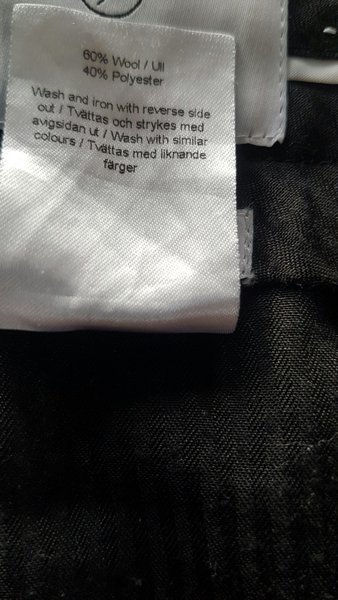 60% Wool / Ull
40% Polyester
Wash and iron with reverse side
out / Tvättas och strykes med
avigsidan ut / Wash with similar
colours / Tvättas med liknande
färger